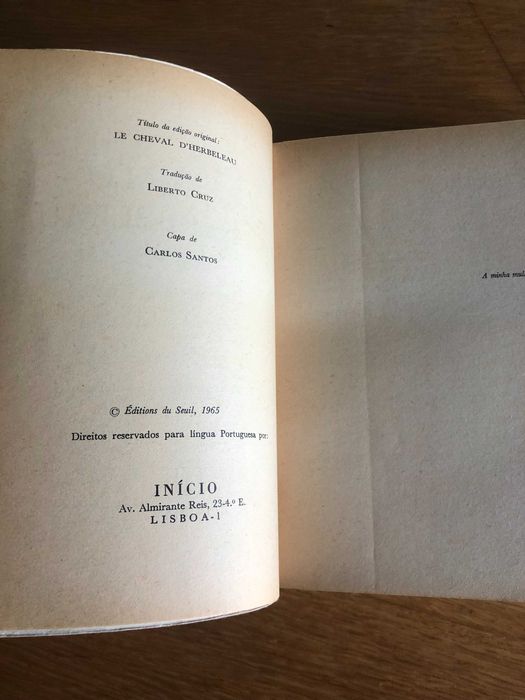 Título da edição original:
LE CHEVAL D'HERBELEAU
Tradução de
LIBERTO CRUZ
Capa de
CARLOS SANTOS
© Éditions du Seuil, 1965
Direitos reservados para língua Portuguesa por:
INÍCIO
Av. Almirante Reis, 23-4.º E.
LISBOA-1
A minha mul